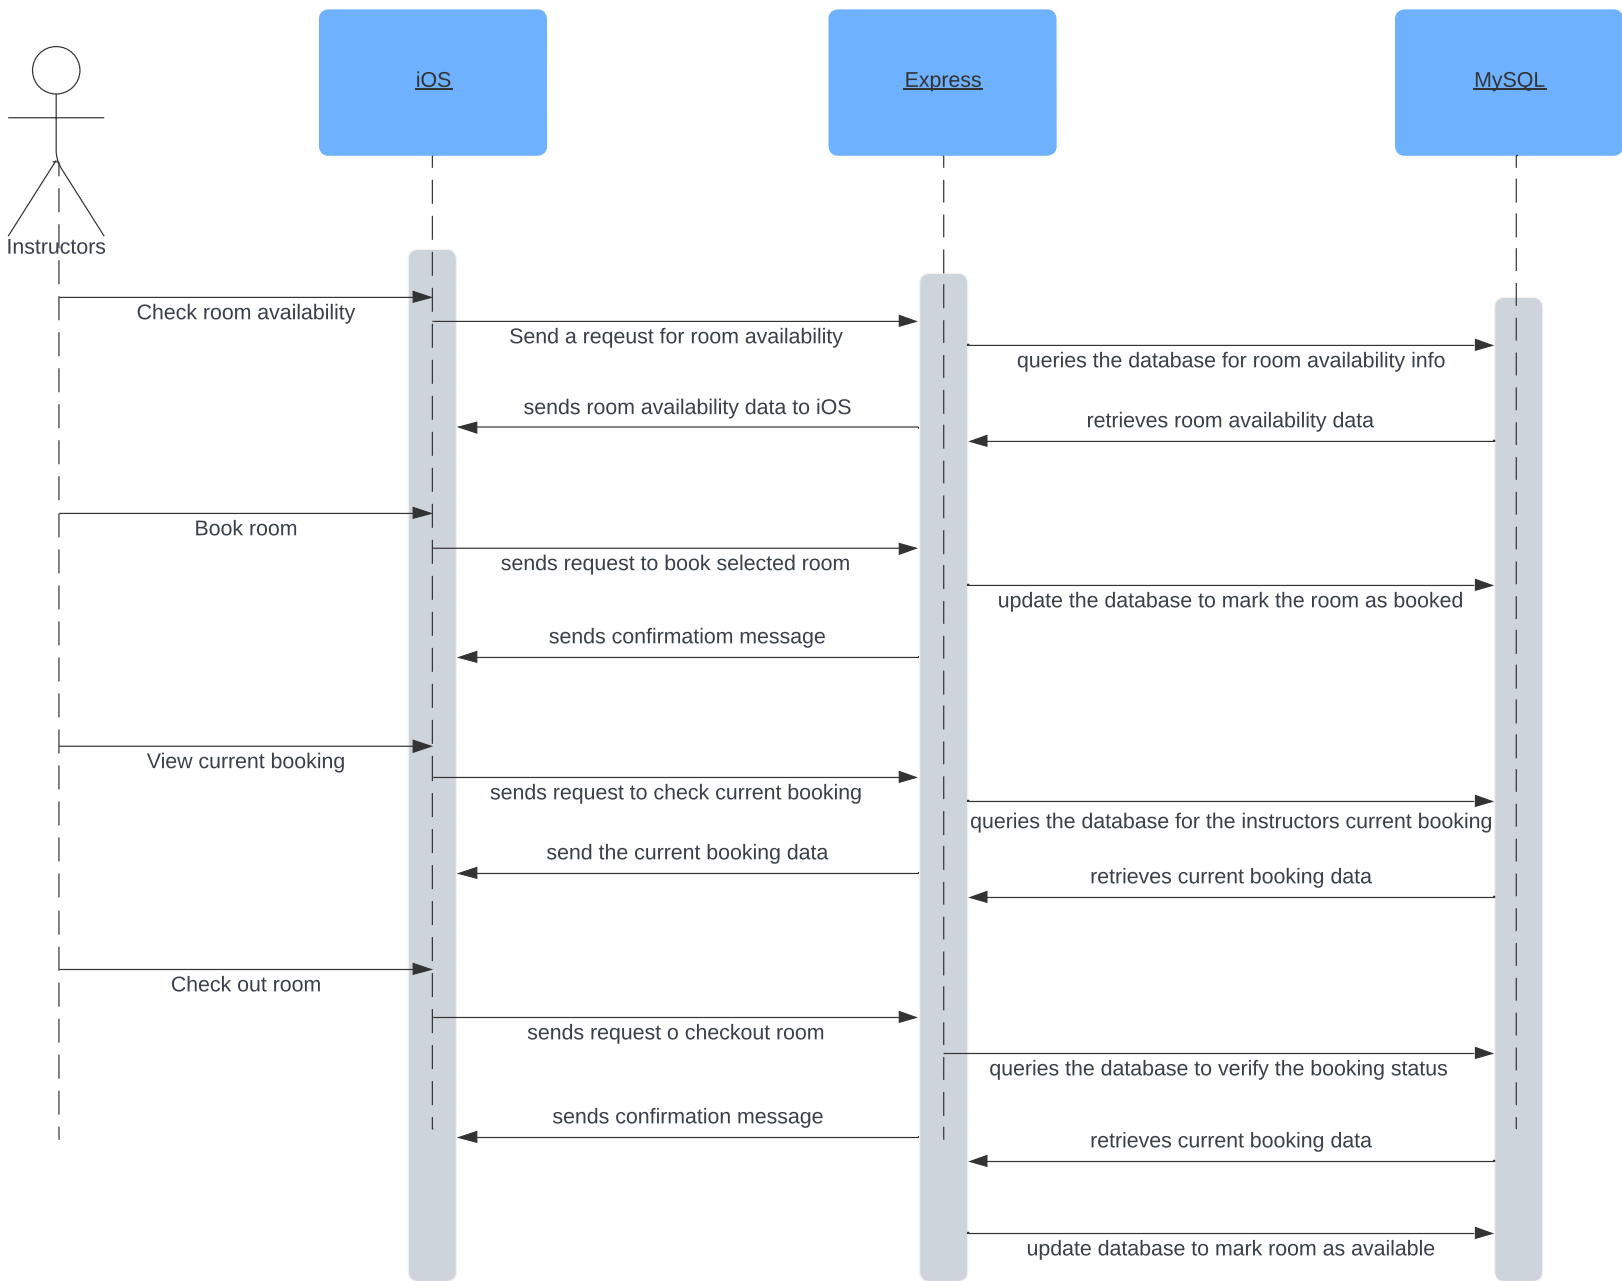 iOS
Express
MySQL
Instructors
Check room availability
Send a reqeust for room availability
queries the database for room availability info
sends room availability data to iOS
retrieves room availability data
Book room
sends request to book selected room
update the database to mark the room as booked
sends confirmatiom message
View current booking
sends request to check current booking
queries the database for the instructors current booking
send the current booking data
retrieves current booking data
Check out room
sends request o checkout room
queries the database to verify the booking status
sends confirmation message
retrieves current booking data
update database to mark room as available